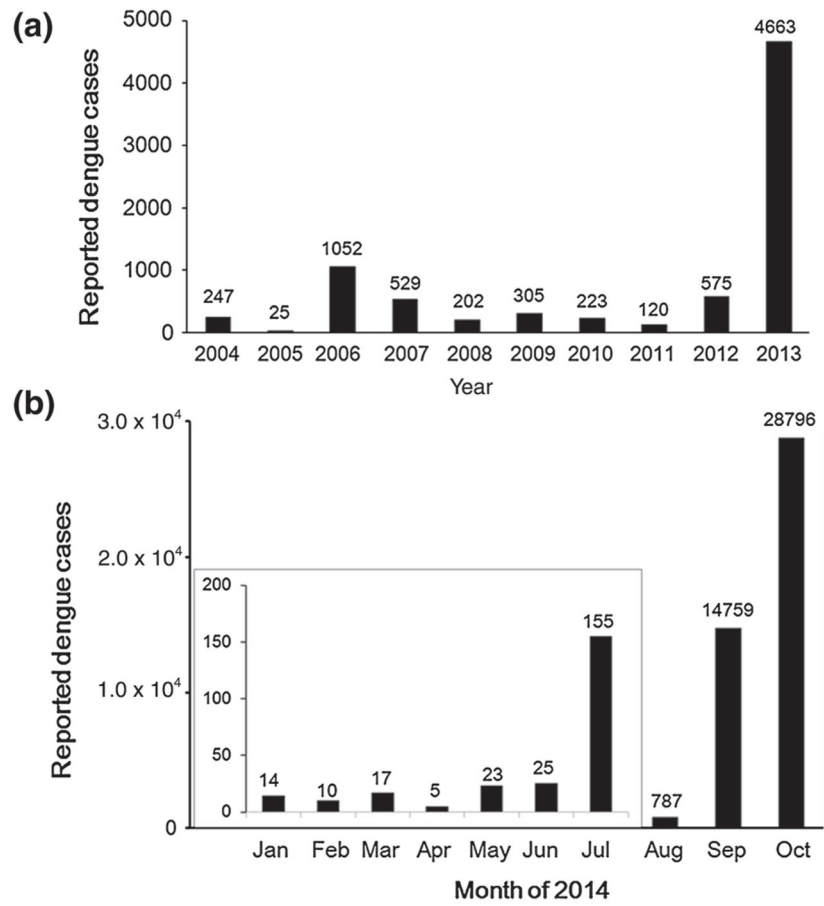 (a)
Reported dengue cases
5000
4000
3000
2000
1000
0
247
25
1052
529
202
305
223
120
575
4663
2004 2005 2006 2007 2008 2009 2010 2011 2012 2013
Year
(b)
Reported dengue cases
3.0 x 10⁴
2.0 x 10⁴
1.0 x 10⁴
0
200
150
100
50
0
14
10
17
5
23
25
155
787
14759
28796
Jan Feb Mar Apr May Jun Jul Aug Sep Oct
Month of 2014